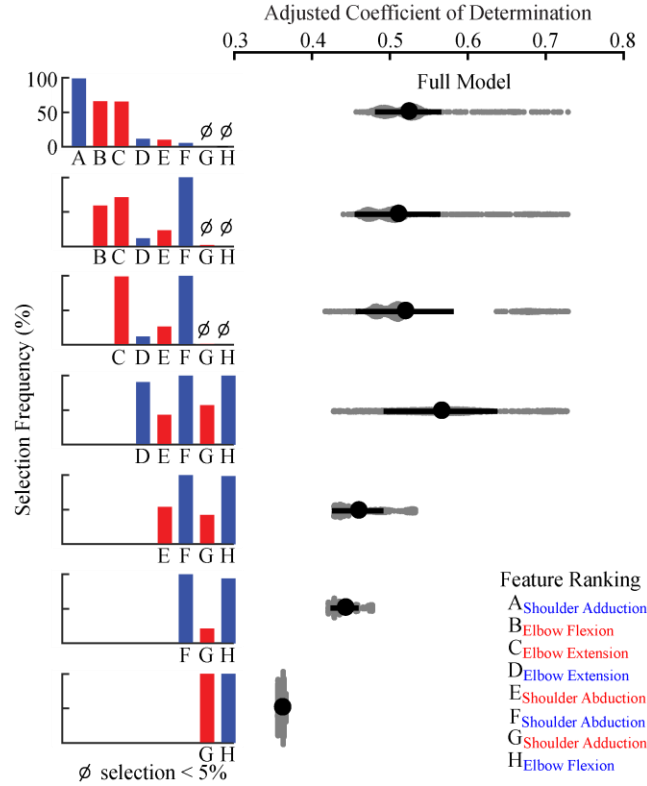 Adjusted Coefficient of Determination
0.3 0.4 0.5 0.6 0.7 0.8
Full Model
Selection Frequency (%)
100
50
0
ϕ ϕ
A B C D E F G H
ϕ ϕ
B C D E F G H
ϕ ϕ
C D E F G H
D E F G H
E F G H
F G H
G H
ϕ selection < 5%
Feature Ranking
A Shoulder Adduction
B Elbow Flexion
C Elbow Extension
D Elbow Extension
E Shoulder Abduction
F Shoulder Abduction
G Shoulder Adduction
H Elbow Flexion